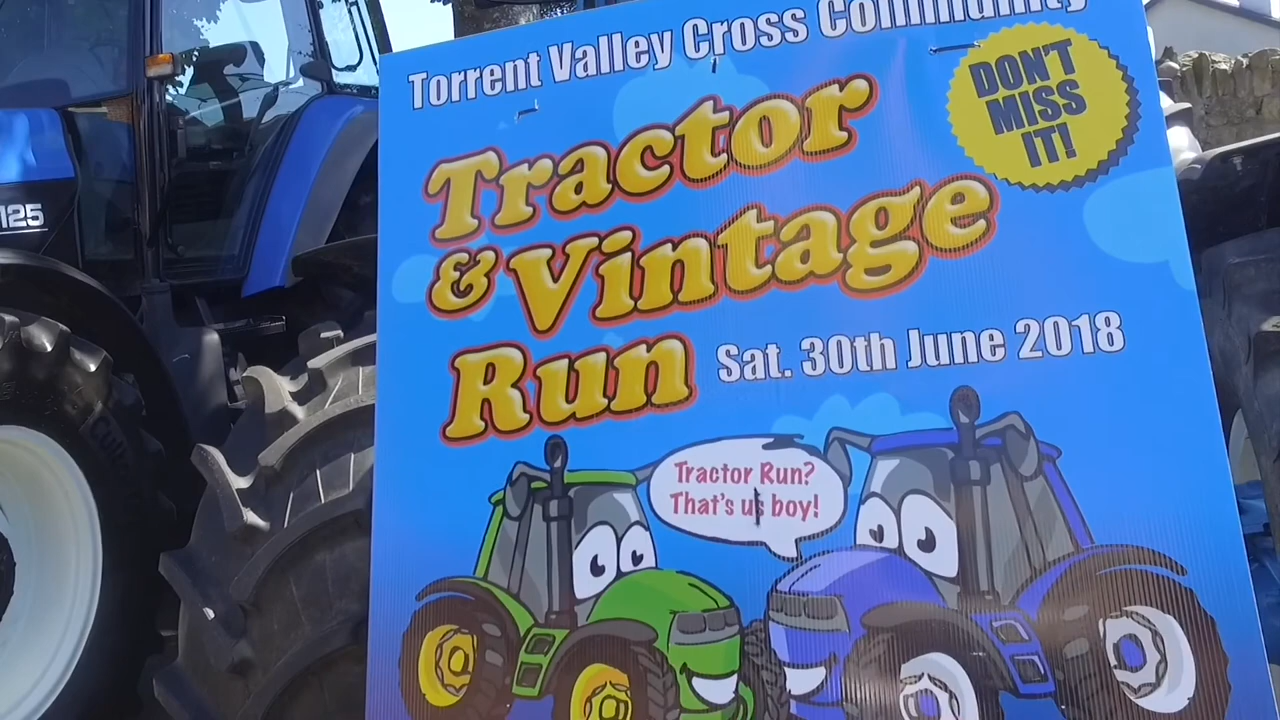 Torrent Valley Cross Community
DON'T
MISS
IT!
Tractor
& Vintage
Run
Sat. 30th June 2018
Tractor Run?
That's us boy!
125